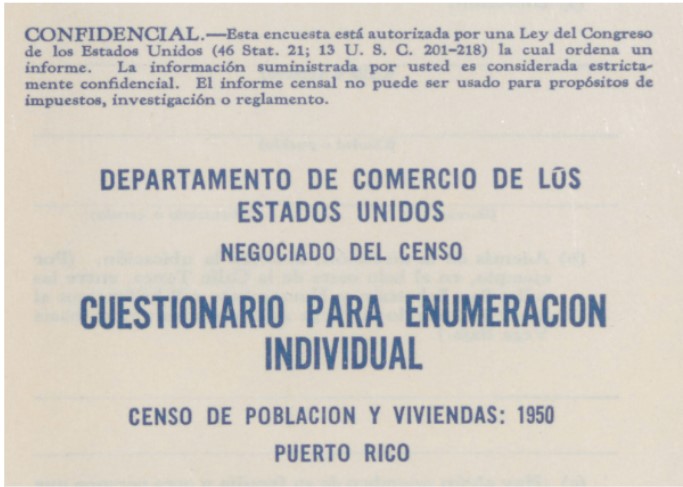 CONFIDENCIAL.—Esta encuesta está autorizada por una Ley del Congreso
de los Estados Unidos (46 Stat. 21; 13 U. S. C. 201–218) la cual ordena un
informe. La información suministrada por usted es considerada estricta-
mente confidencial. El informe censal no puede ser usado para propósitos de
impuestos, investigación o reglamento.
DEPARTAMENTO DE COMERCIO DE LOS
ESTADOS UNIDOS
NEGOCIADO DEL CENSO
CUESTIONARIO PARA ENUMERACION
INDIVIDUAL
CENSO DE POBLACION Y VIVIENDAS: 1950
PUERTO RICO